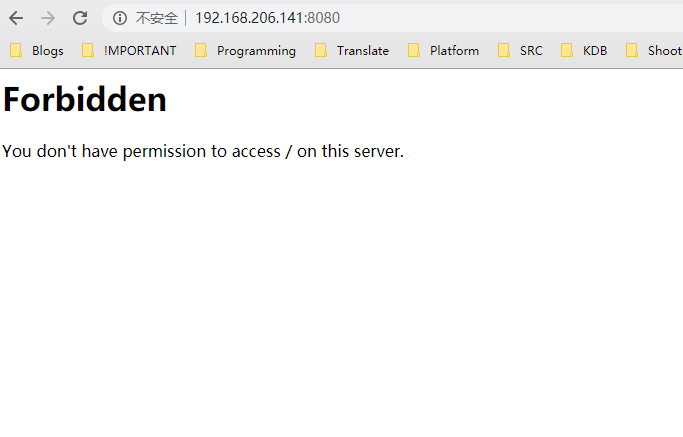 不安全 192.168.206.141:8080
Blogs !MPORTANT Programming Translate Platform SRC KDB Shoot
Forbidden
You don't have permission to access / on this server.